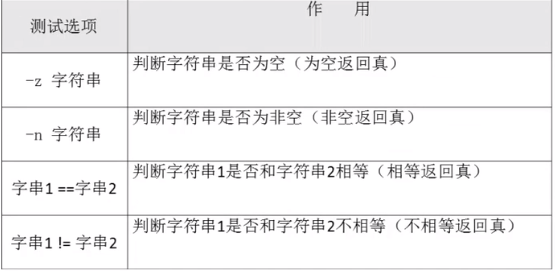 测试选项 作 用
-z 字符串 判断字符串是否为空（为空返回真）
-n 字符串 判断字符串是否为非空（非空返回真）
字串1 ==字串2 判断字符串1是否和字符串2相等（相等返回真）
字串1 != 字串2 判断字符串1是否和字符串2不相等（不相等返回真）